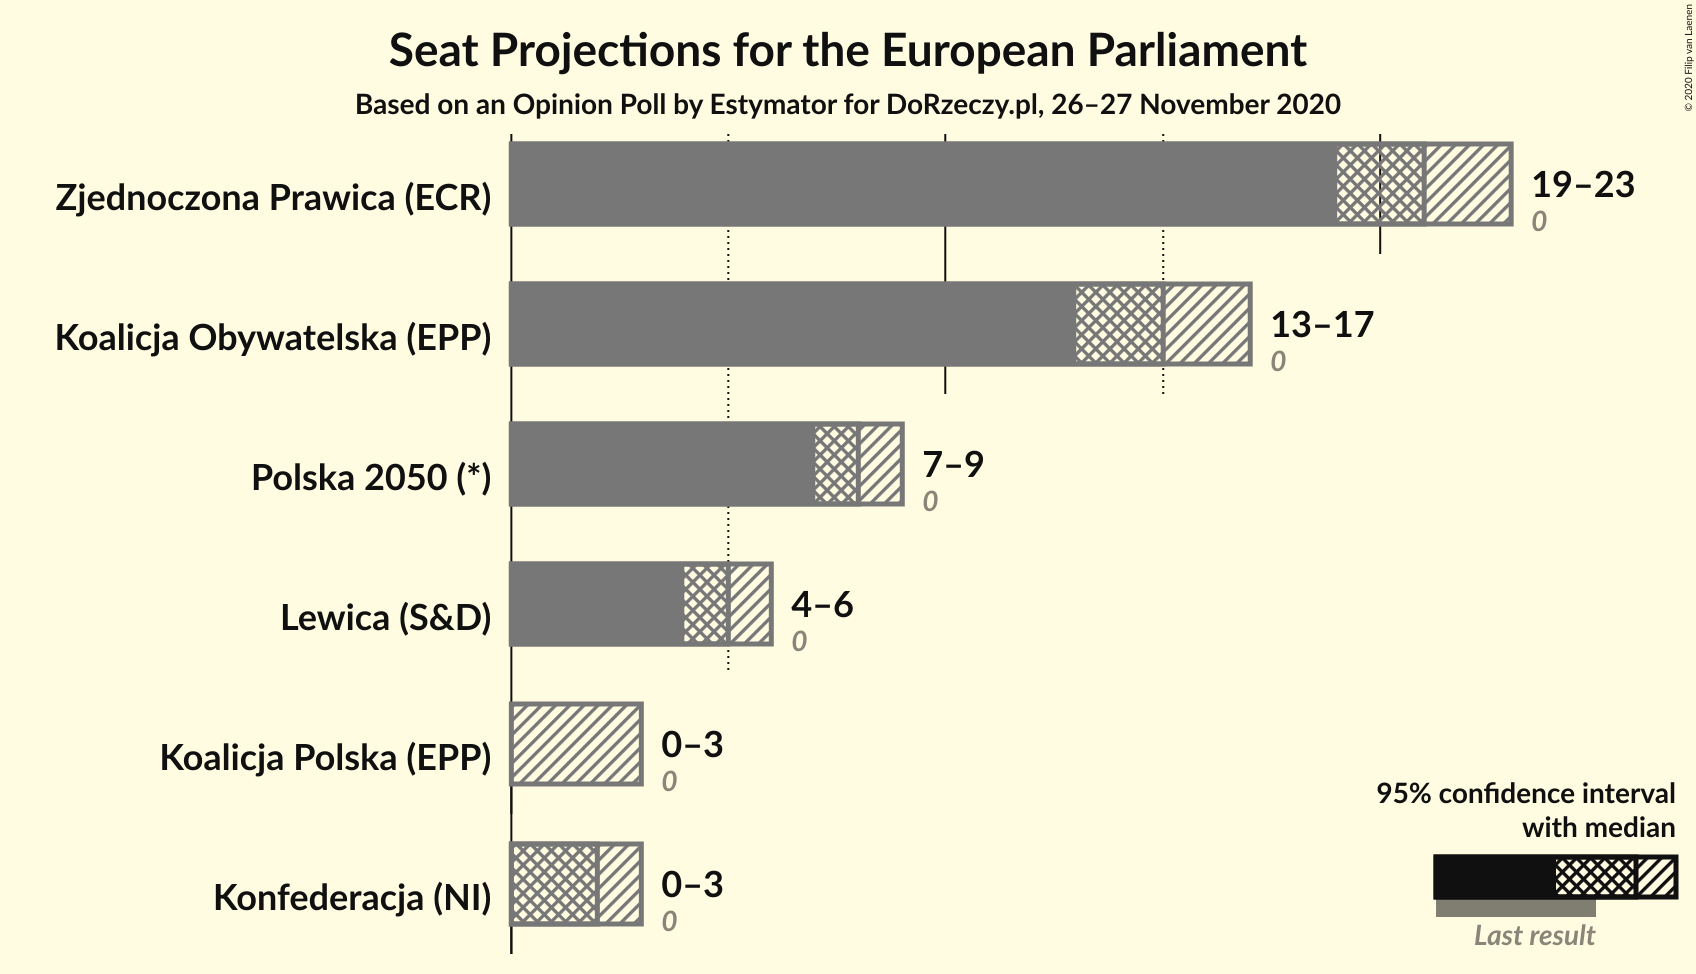 Seat Projections for the European Parliament
Based on an Opinion Poll by Estymator for DoRzeczy.pl, 26–27 November 2020
© 2020 Filip van Laenen
Zjednoczona Prawica (ECR)
19–23
0
Koalicja Obywatelska (EPP)
13–17
0
Polska 2050 (*)
7–9
0
Lewica (S&D)
4–6
0
Koalicja Polska (EPP)
0–3
0
Konfederacja (NI)
0–3
0
95% confidence interval
with median
Last result